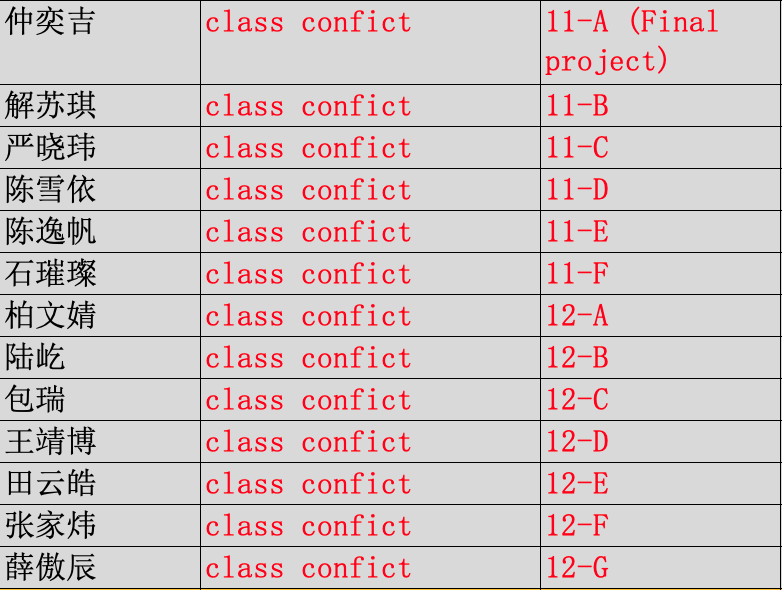 仲奕吉 class confict 11-A (Final
project)
解苏琪 class confict 11-B
严晓玮 class confict 11-C
陈雪依 class confict 11-D
陈逸帆 class confict 11-E
石璀璨 class confict 11-F
柏文婧 class confict 12-A
陆屹 class confict 12-B
包瑞 class confict 12-C
王靖博 class confict 12-D
田云皓 class confict 12-E
张家炜 class confict 12-F
薛傲辰 class confict 12-G